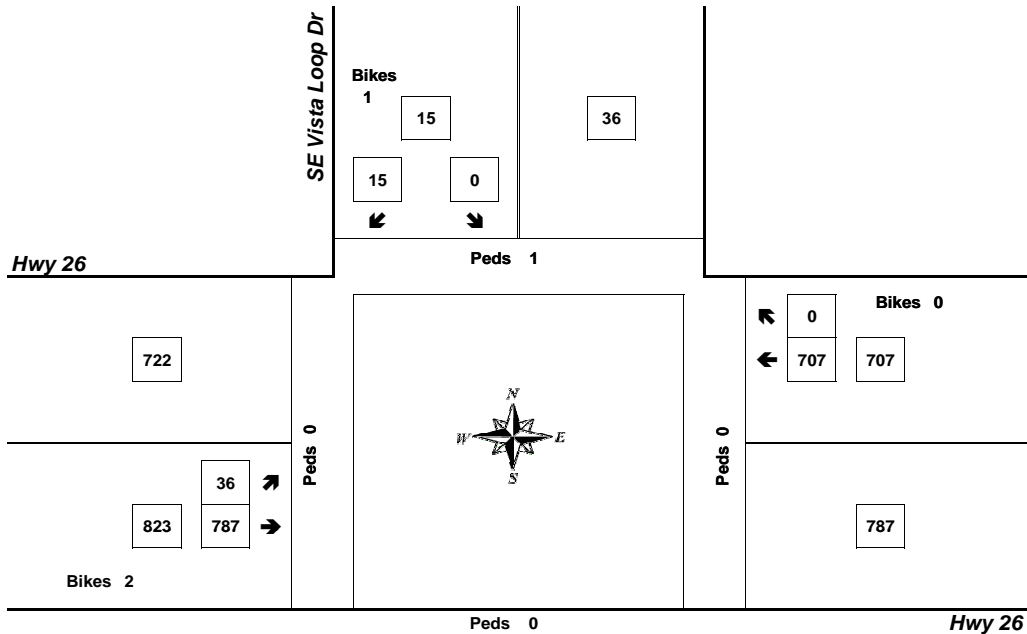 SE Vista Loop Dr
Bikes
1
15
36
15 0
Peds 1
Hwy 26
Bikes 0
0
722
707 707
N
W E
S
Peds 0
Peds 0
36
823 787
787
Bikes 2
Peds 0
Hwy 26